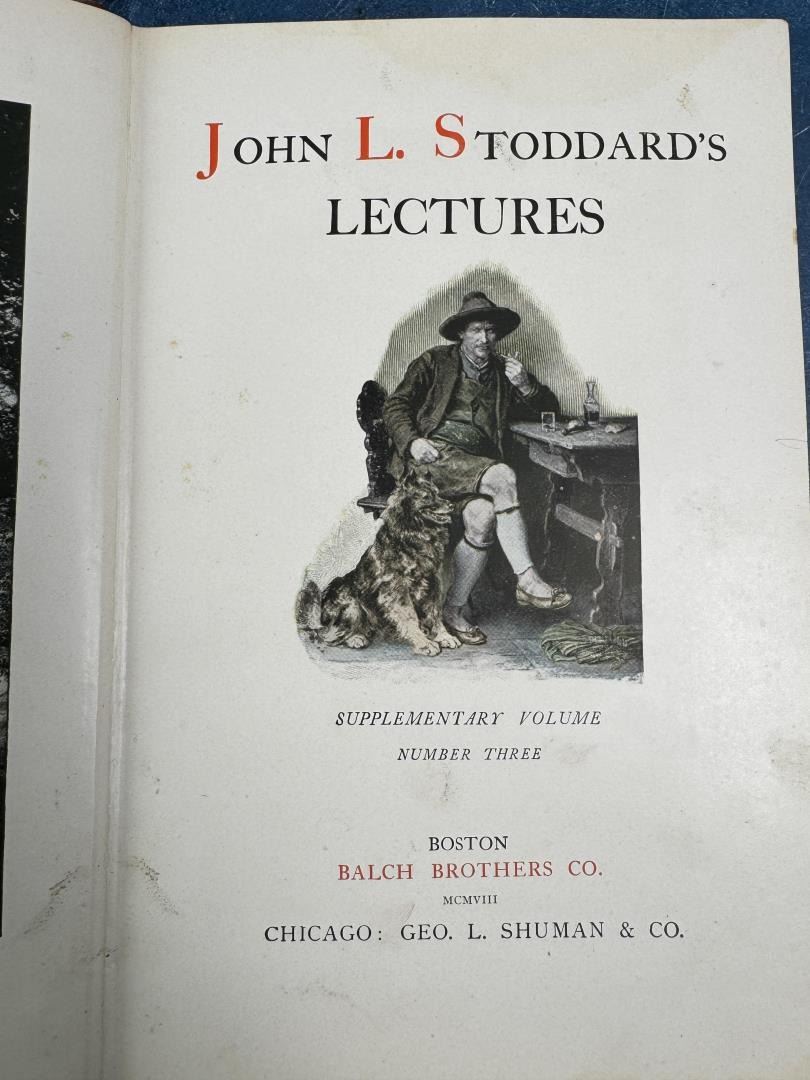 JOHN L. STODDARD'S
LECTURES
SUPPLEMENTARY VOLUME
NUMBER THREE
BOSTON
BALCH BROTHERS CO.
MCMVIII
CHICAGO: GEO. L. SHUMAN & CO.